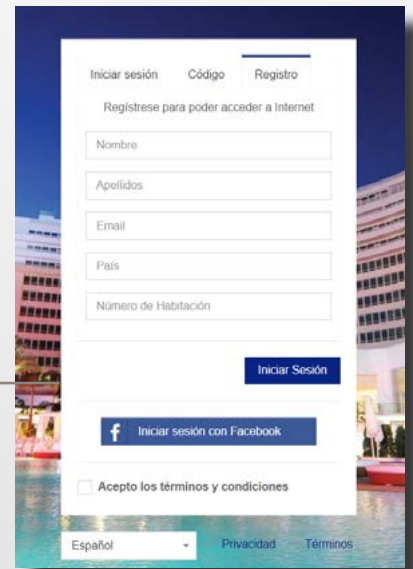 Iniciar sesión Código Registro
Regístrese para poder acceder a Internet
Nombre
Apellidos
Email
País
Número de Habitación
Iniciar Sesión
f Iniciar sesión con Facebook
Acepto los términos y condiciones
Español Privacidad Términos